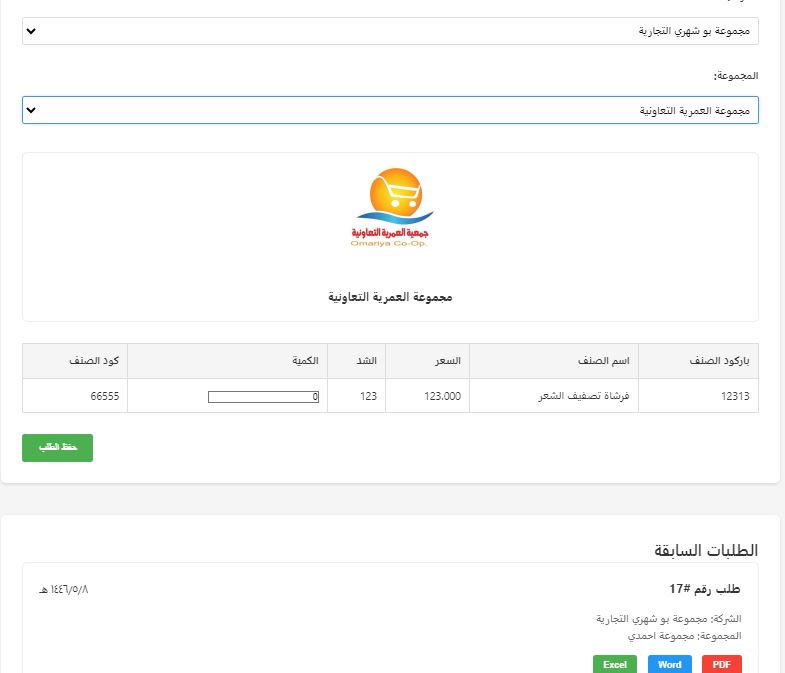 مجموعة بو شهري التجارية
المجموعة:
مجموعة العمرية التعاونية
جمعية العمرية التعاونية
Omariya Co-Op.
مجموعة العمرية التعاونية
باركود الصنف اسم الصنف السعر الشد الكمية كود الصنف
12313 فرشاة تصفيف الشعر 123.000 123 0 66555
حفظ الطلب
الطلبات السابقة
طلب رقم #17 ١٤٤٦/٥/٨ هـ
الشركة: مجموعة بو شهري التجارية
المجموعة: مجموعة احمدي
PDF Word Excel